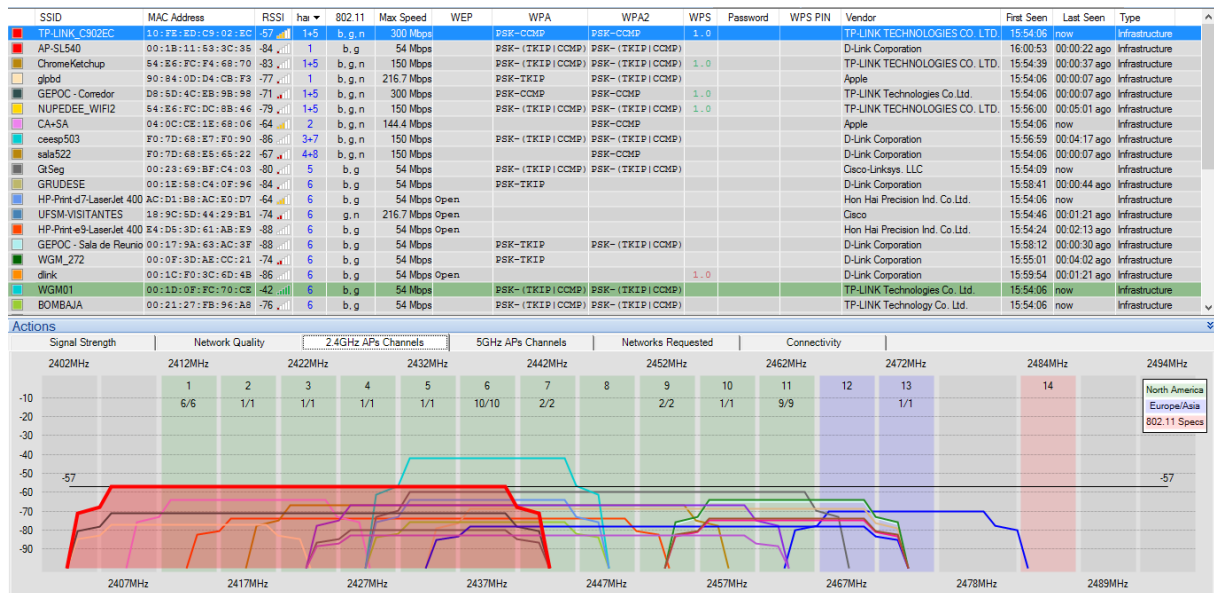 SSID MAC Address RSSI hai 802.11 Max Speed WEP WPA WPA2 WPS Password WPS PIN Vendor First Seen Last Seen Type
TP-LINK_C902EC 10:FE:ED:C9:02:EC -57 1+5 b, g, n 300 Mbps PSK-CCMP PSK-CCMP 1.0 TP-LINK TECHNOLOGIES CO. LTD. 15:54:06 now Infrastructure
AP-SL540 00:1B:11:53:3C:35 -84 1 b, g 54 Mbps PSK-(TKIP|CCMP) PSK-(TKIP|CCMP) D-Link Corporation 16:00:53 00:00:22 ago Infrastructure
ChromeKetchup 54:E6:FC:F4:68:70 -83 1+5 b, g, n 150 Mbps PSK-(TKIP|CCMP) PSK-(TKIP|CCMP) 1.0 TP-LINK TECHNOLOGIES CO. LTD. 15:54:39 00:00:37 ago Infrastructure
glpbd 90:84:0D:D4:CB:F3 -77 1 b, g, n 216.7 Mbps PSK-TKIP PSK-(TKIP|CCMP) Apple 15:54:06 00:00:07 ago Infrastructure
GEPOC - Corredor D8:5D:4C:EB:9B:98 -71 1+5 b, g, n 300 Mbps PSK-CCMP PSK-CCMP 1.0 TP-LINK Technologies Co.Ltd. 15:54:06 00:00:07 ago Infrastructure
NUPEDEE_WIFI2 54:E6:FC:DC:8B:46 -79 1+5 b, g, n 150 Mbps PSK-(TKIP|CCMP) PSK-(TKIP|CCMP) 1.0 TP-LINK TECHNOLOGIES CO. LTD. 15:56:00 00:05:01 ago Infrastructure
CA+SA 04:0C:CE:1E:68:06 -64 2 b, g, n 144.4 Mbps PSK-CCMP Apple 15:54:06 now Infrastructure
ceesp503 F0:7D:68:E7:F0:90 -86 3+7 b, g, n 150 Mbps PSK-(TKIP|CCMP) PSK-(TKIP|CCMP) D-Link Corporation 15:56:59 00:04:17 ago Infrastructure
sala522 F0:7D:68:E5:65:22 -67 4+8 b, g, n 150 Mbps PSK-CCMP D-Link Corporation 15:54:06 00:00:07 ago Infrastructure
GtSeg 00:23:69:BF:C4:03 -80 5 b, g 54 Mbps PSK-(TKIP|CCMP) PSK-(TKIP|CCMP) Cisco-Linksys. LLC 15:54:09 now Infrastructure
GRUDESE 00:1E:58:C4:0F:96 -84 6 b, g 54 Mbps PSK-TKIP D-Link Corporation 15:58:41 00:00:44 ago Infrastructure
HP-Print-d7-LaserJet 400 AC:D1:B8:AC:E0:D7 -64 6 b, g 54 Mbps Open Hon Hai Precision Ind. Co.Ltd. 15:54:06 now Infrastructure
UFSM-VISITANTES 18:9C:5D:44:29:B1 -74 6 g, n 216.7 Mbps Open Cisco 15:54:46 00:01:21 ago Infrastructure
HP-Print-e9-LaserJet 400 E4:D5:3D:61:AB:E9 -88 6 b, g 54 Mbps Open Hon Hai Precision Ind. Co.Ltd. 15:54:24 00:02:13 ago Infrastructure
GEPOC - Sala de Reunio 00:17:9A:63:AC:3F -88 6 b, g 54 Mbps PSK-TKIP PSK-(TKIP|CCMP) D-Link Corporation 15:58:12 00:00:30 ago Infrastructure
WGM_272 00:0F:3D:AE:CC:21 -74 6 b, g 54 Mbps PSK-TKIP D-Link Corporation 15:55:01 00:04:02 ago Infrastructure
dlink 00:1C:F0:3C:6D:4B -86 6 b, g 54 Mbps Open 1.0 D-Link Corporation 15:59:54 00:01:21 ago Infrastructure
WGM01 00:1D:0F:FC:70:CE -42 6 b, g 54 Mbps PSK-(TKIP|CCMP) PSK-(TKIP|CCMP) TP-LINK Technologies Co. Ltd. 15:54:06 now Infrastructure
BOMBAJA 00:21:27:FB:96:A8 -76 6 b, g 54 Mbps PSK-(TKIP|CCMP) PSK-(TKIP|CCMP) TP-LINK Technology Co. Ltd. 15:54:06 now Infrastructure
Actions
Signal Strength Network Quality 2.4GHz APs Channels 5GHz APs Channels Networks Requested Connectivity
2402MHz 2412MHz 2422MHz 2432MHz 2442MHz 2452MHz 2462MHz 2472MHz 2484MHz 2494MHz
1 2 3 4 5 6 7 8 9 10 11 12 13 14
North America
-10 6/6 1/1 1/1 1/1 1/1 10/10 2/2 2/2 1/1 9/9 1/1
Europe/Asia
-20
802.11 Specs
-30
-40
-50
-57 -57
-60
-70
-80
-90
2407MHz 2417MHz 2427MHz 2437MHz 2447MHz 2457MHz 2467MHz 2478MHz 2489MHz